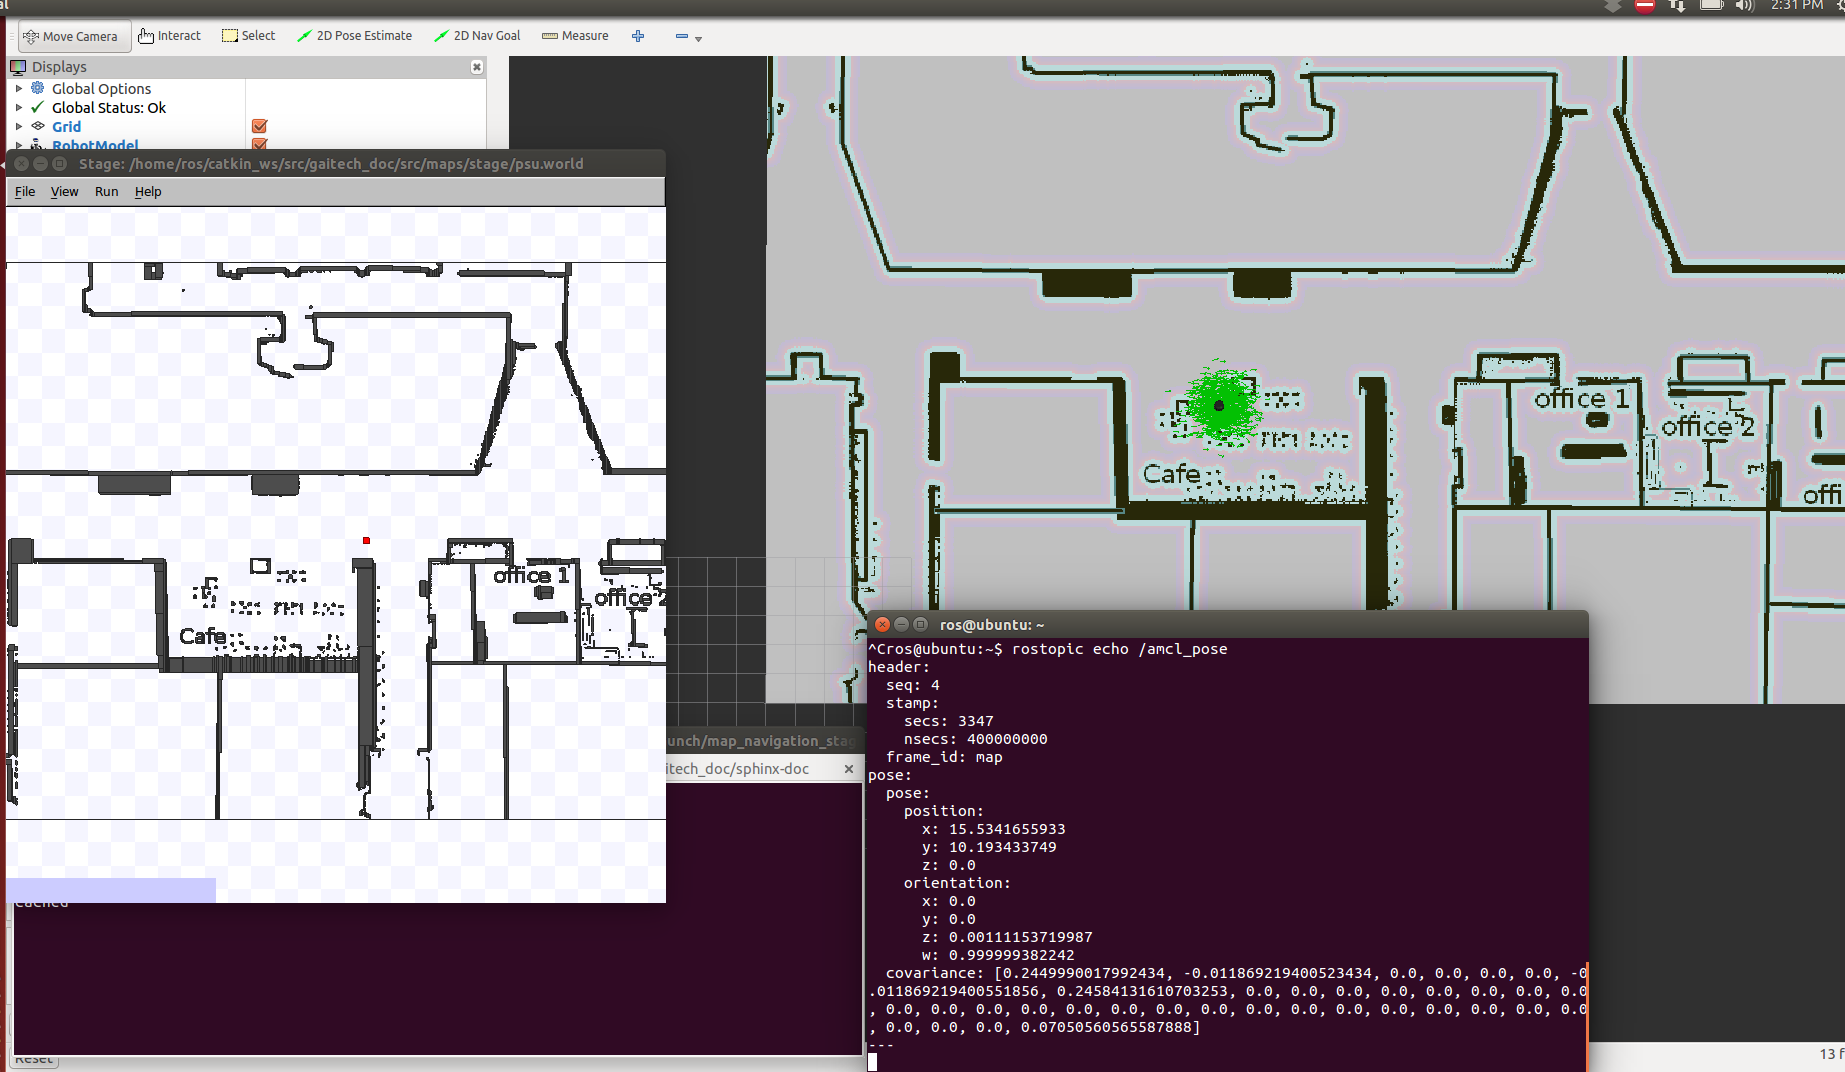 al
2:31 PM
Move Camera
Interact
Select
2D Pose Estimate
2D Nav Goal
Measure
Displays
Global Options
Global Status: Ok
Grid
RobotModel
Stage: /home/ros/catkin_ws/src/gaitech_doc/src/maps/stage/psu.world
File View Run Help
office 1
office 2
Cafe
office 1
office 2
Cafe
offi
unch/map_navigation_stag
itech_doc/sphinx-doc
Cached
Reset
ros@ubuntu: ~
^Cros@ubuntu:~$ rostopic echo /amcl_pose
header:
seq: 4
stamp:
secs: 3347
nsecs: 400000000
frame_id: map
pose:
pose:
position:
x: 15.5341655933
y: 10.193433749
z: 0.0
orientation:
x: 0.0
y: 0.0
z: 0.00111153719987
w: 0.999999382242
covariance: [0.2449990017992434, -0.011869219400523434, 0.0, 0.0, 0.0, 0.0, -0
.011869219400551856, 0.24584131610703253, 0.0, 0.0, 0.0, 0.0, 0.0, 0.0, 0.0, 0.0
, 0.0, 0.0, 0.0, 0.0, 0.0, 0.0, 0.0, 0.0, 0.0, 0.0, 0.0, 0.0, 0.0, 0.0, 0.0, 0.0
, 0.0, 0.0, 0.0, 0.07050560565587888]
---
13 f